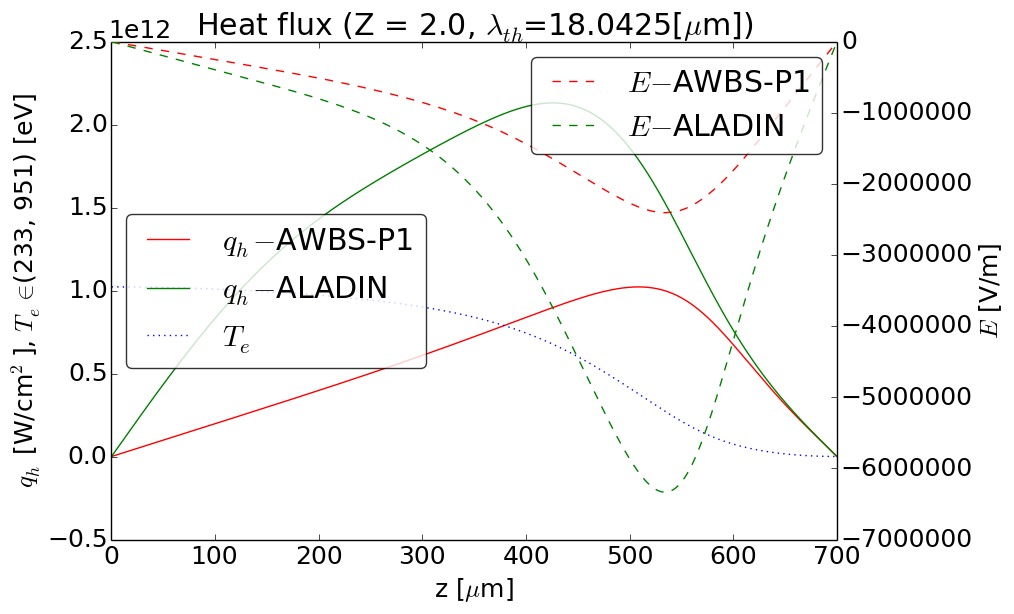 Heat flux (Z = 2.0, λ_th=18.0425[μm])
1e12
2.5
2.0
1.5
1.0
0.5
0.0
−0.5
q_h [W/cm²], T_e ∈(233, 951) [eV]
E−AWBS-P1
E−ALADIN
q_h −AWBS-P1
q_h −ALADIN
T_e
0
−1000000
−2000000
−3000000
−4000000
−5000000
−6000000
−7000000
E [V/m]
0 100 200 300 400 500 600 700
z [μm]